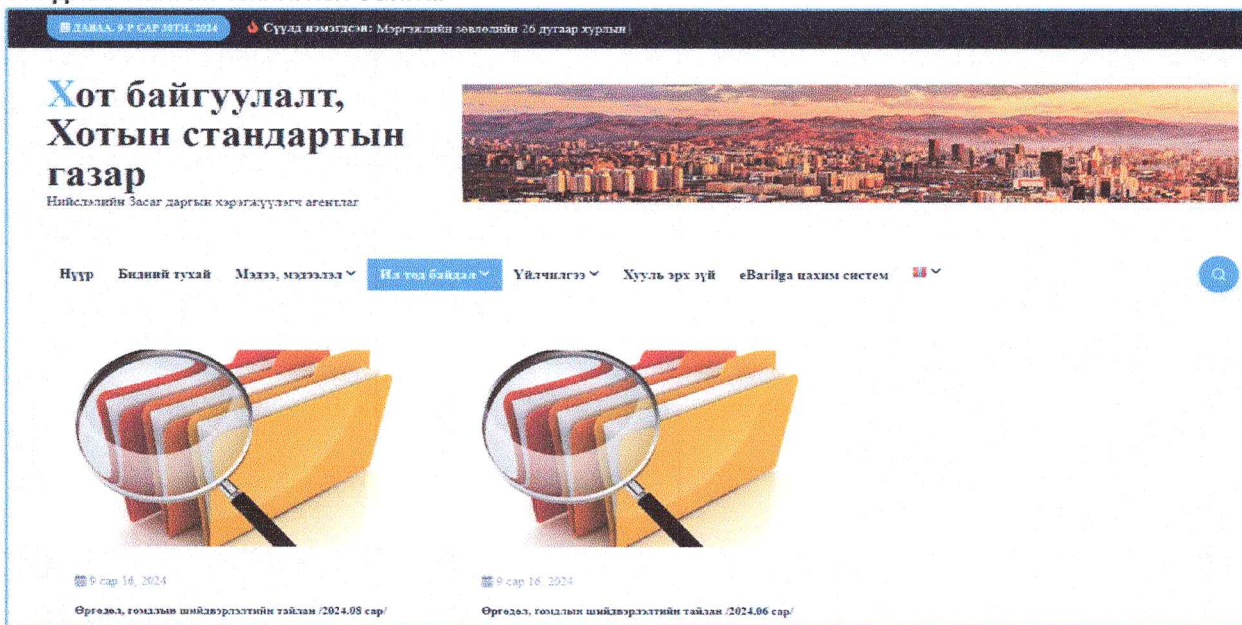 ДАВАА, 9-Р САР 30TH, 2024
Сүүлд нэмэгдсэн: Мэргэжлийн зөвлөлийн 26 дугаар хурлын
Хот байгуулалт,
Хотын стандартын
газар
Нийслэлийн Засаг даргын хэрэгжүүлэгч агентлаг
Нүүр Бидний тухай Мэдээ, мэдээлэл Ил тод байдал Үйлчилгээ Хууль эрх зүй eBarilga цахим систем
9 сар 16, 2024
Өргөдөл, гомдлын шийдвэрлэлтийн тайлан /2024.08 сар/
9 сар 16, 2024
Өргөдөл, гомдлын шийдвэрлэлтийн тайлан /2024.06 сар/